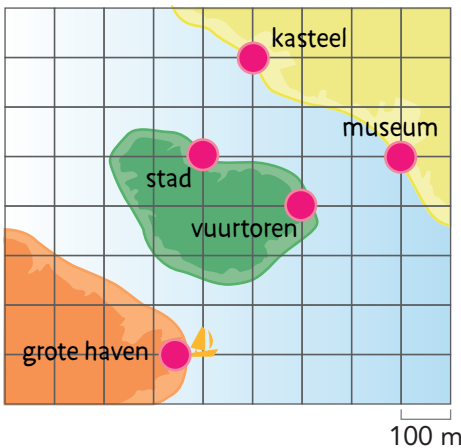 kasteel
museum
stad
vuurtoren
grote haven
100 m